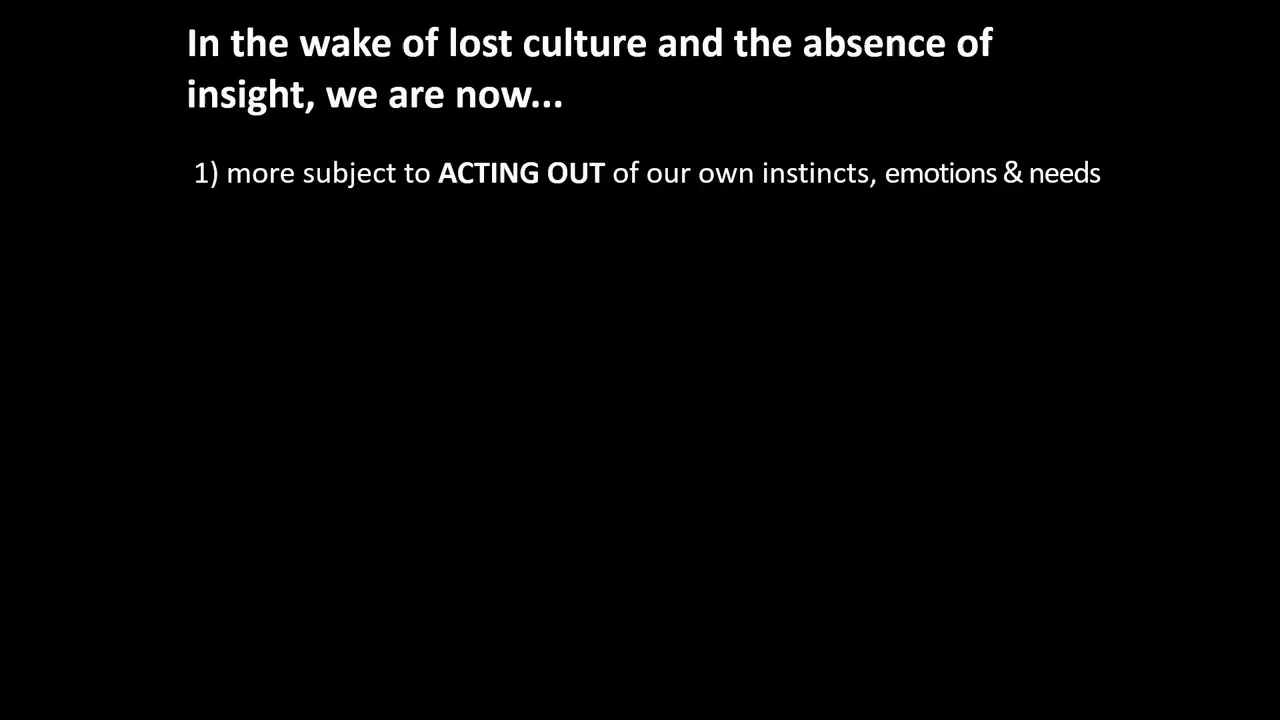 In the wake of lost culture and the absence of
insight, we are now...
1) more subject to ACTING OUT of our own instincts, emotions & needs